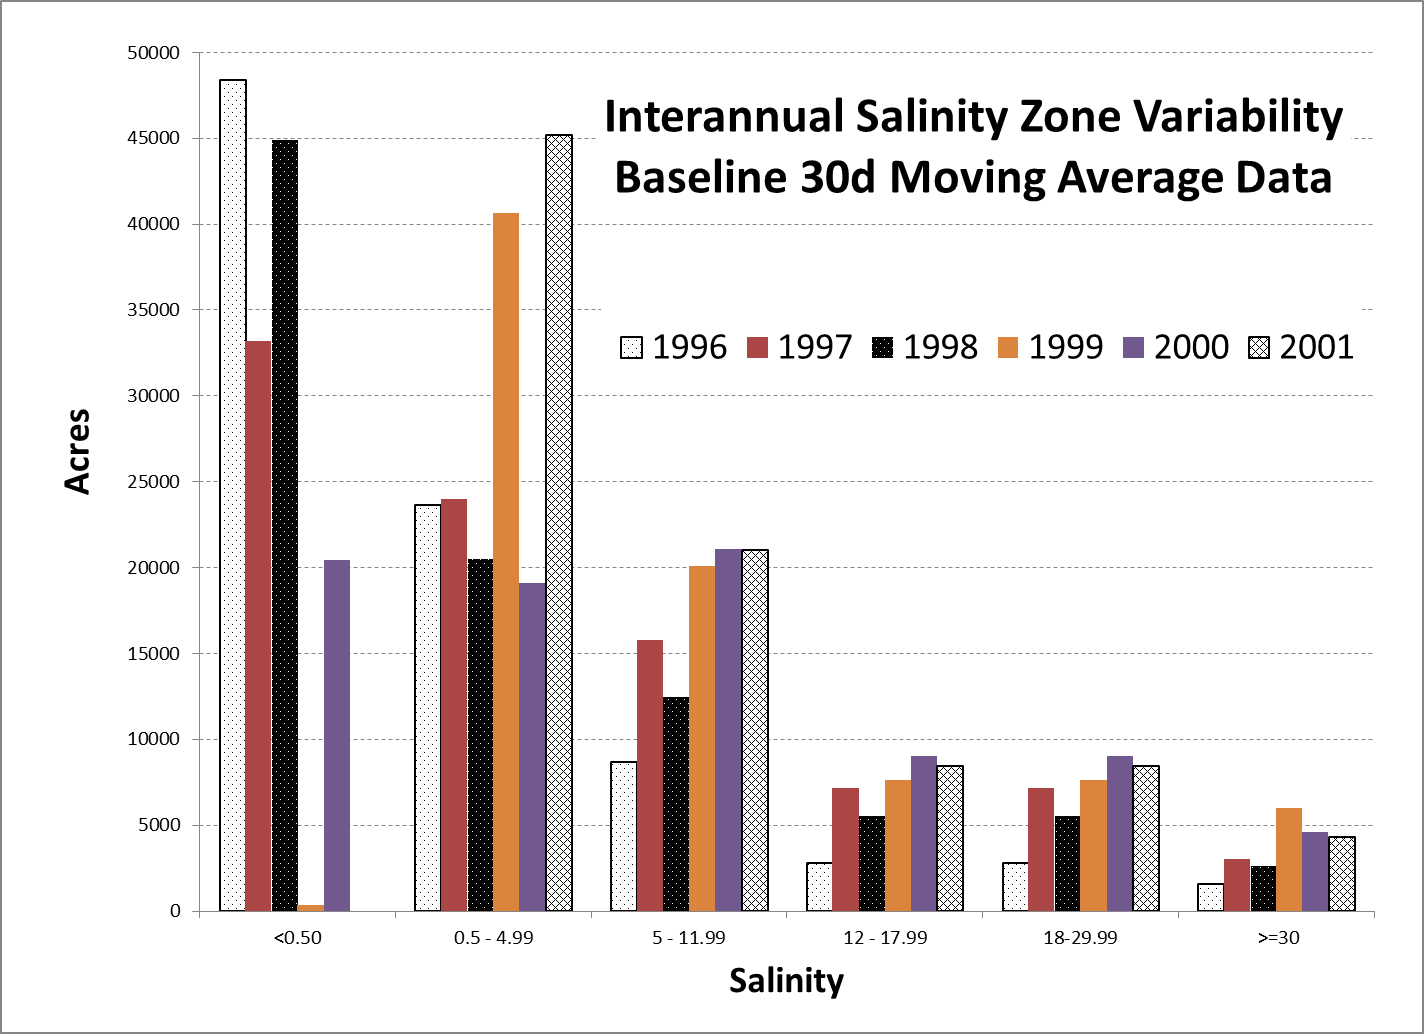 Interannual Salinity Zone Variability
Baseline 30d Moving Average Data
1996 1997 1998 1999 2000 2001
Acres
50000
45000
40000
35000
30000
25000
20000
15000
10000
5000
0
<0.50 0.5 - 4.99 5 - 11.99 12 - 17.99 18-29.99 >=30
Salinity